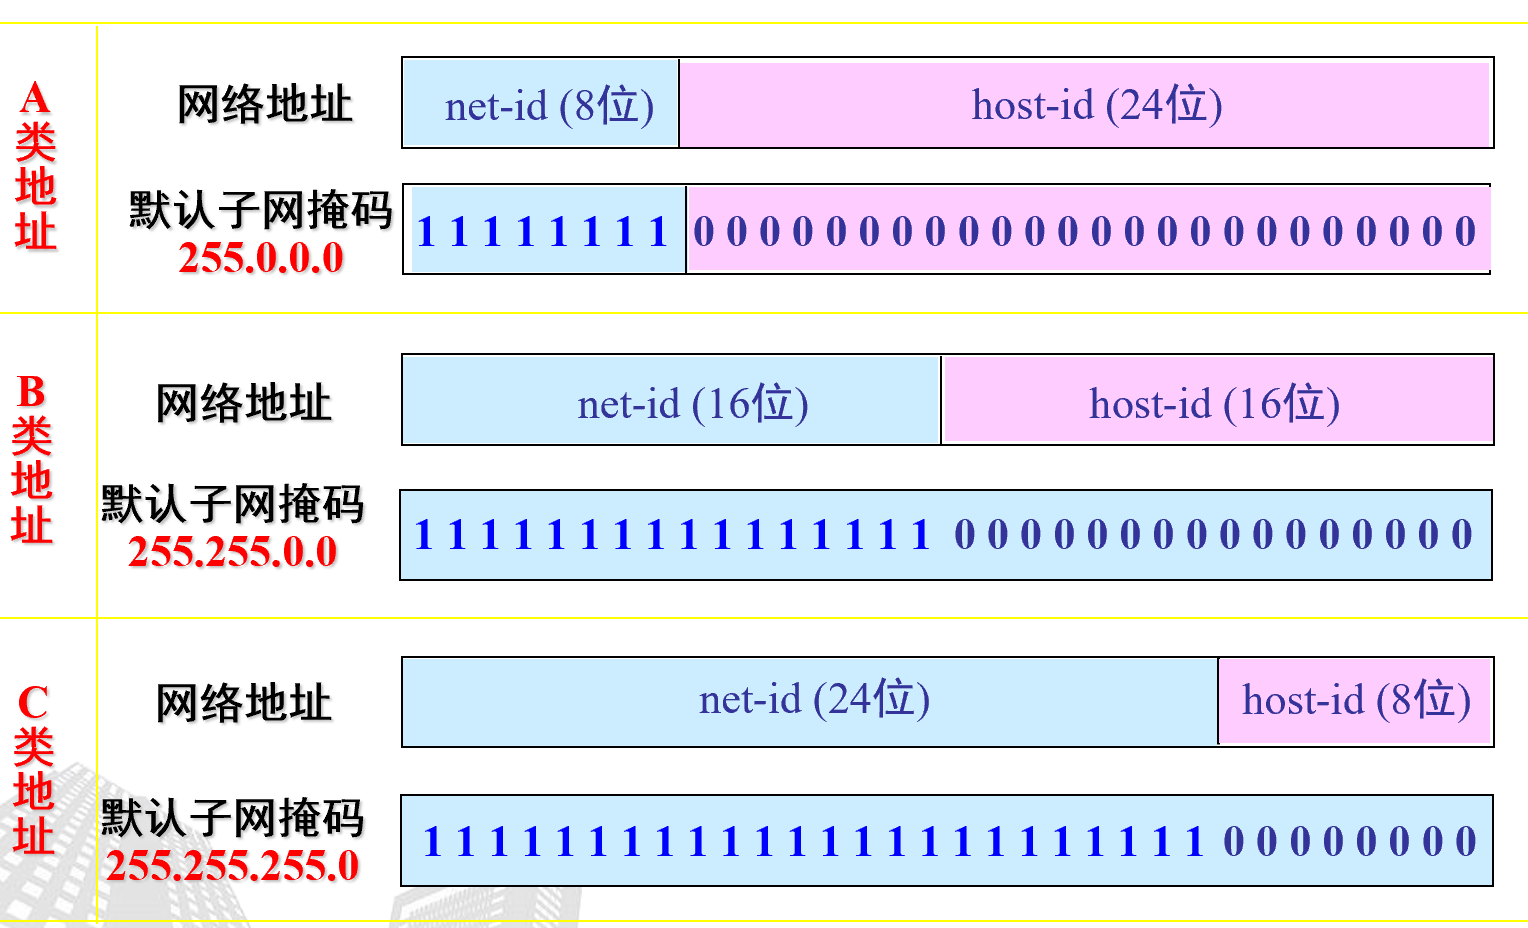 A类地址
网络地址
net-id (8位)
host-id (24位)
默认子网掩码
255.0.0.0
1 1 1 1 1 1 1 1 0 0 0 0 0 0 0 0 0 0 0 0 0 0 0 0 0 0 0 0 0 0 0 0
B类地址
网络地址
net-id (16位)
host-id (16位)
默认子网掩码
255.255.0.0
1 1 1 1 1 1 1 1 1 1 1 1 1 1 1 1 0 0 0 0 0 0 0 0 0 0 0 0 0 0 0 0
C类地址
网络地址
net-id (24位)
host-id (8位)
默认子网掩码
255.255.255.0
1 1 1 1 1 1 1 1 1 1 1 1 1 1 1 1 1 1 1 1 1 1 1 1 0 0 0 0 0 0 0 0